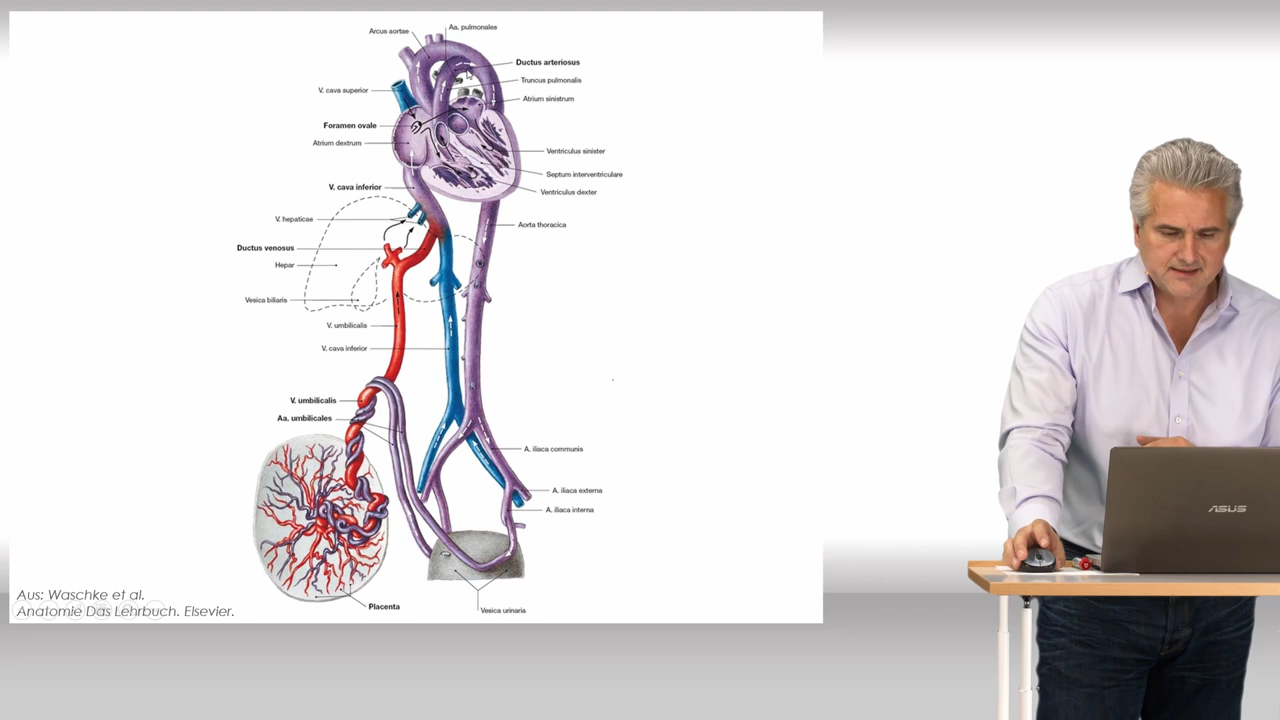 Aa. pulmonales
Arcus aortae
Ductus arteriosus
Truncus pulmonalis
V. cava superior
Atrium sinistrum
Foramen ovale
Atrium dextrum
Ventriculus sinister
Septum interventriculare
V. cava inferior
Ventriculus dexter
V. hepaticae
Aorta thoracica
Ductus venosus
Hepar
Vesica biliaris
V. umbilicalis
V. cava inferior
V. umbilicalis
Aa. umbilicales
A. iliaca communis
A. iliaca externa
A. iliaca interna
Aus: Waschke et al.
Anatomie Das Lehrbuch. Elsevier.
Placenta
Vesica urinaria
ASUS